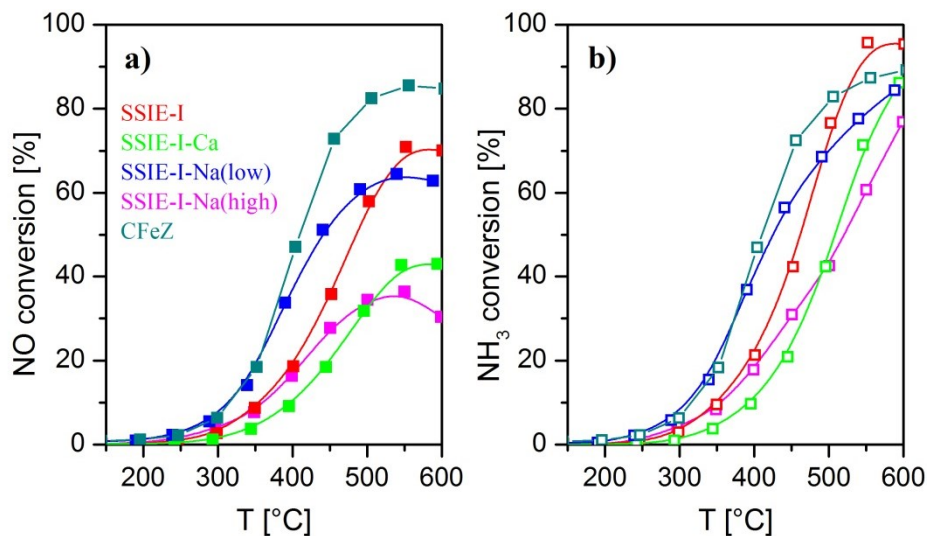 a)
SSIE-I
SSIE-I-Ca
SSIE-I-Na(low)
SSIE-I-Na(high)
CFeZ
NO conversion [%]
100
80
60
40
20
0
200 300 400 500 600
T [°C]
b)
NH₃ conversion [%]
100
80
60
40
20
0
200 300 400 500 600
T [°C]